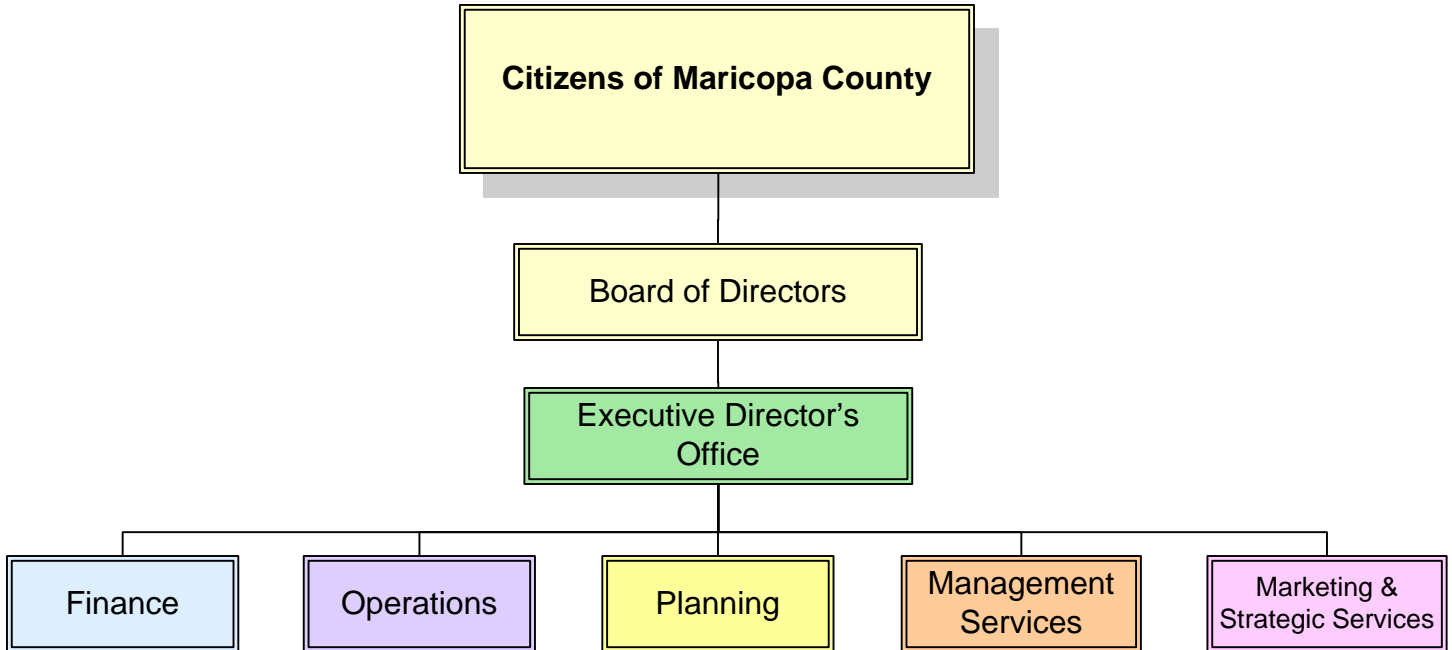 Citizens of Maricopa County
Board of Directors
Executive Director’s
Office
Finance
Operations
Planning
Management
Services
Marketing &
Strategic Services